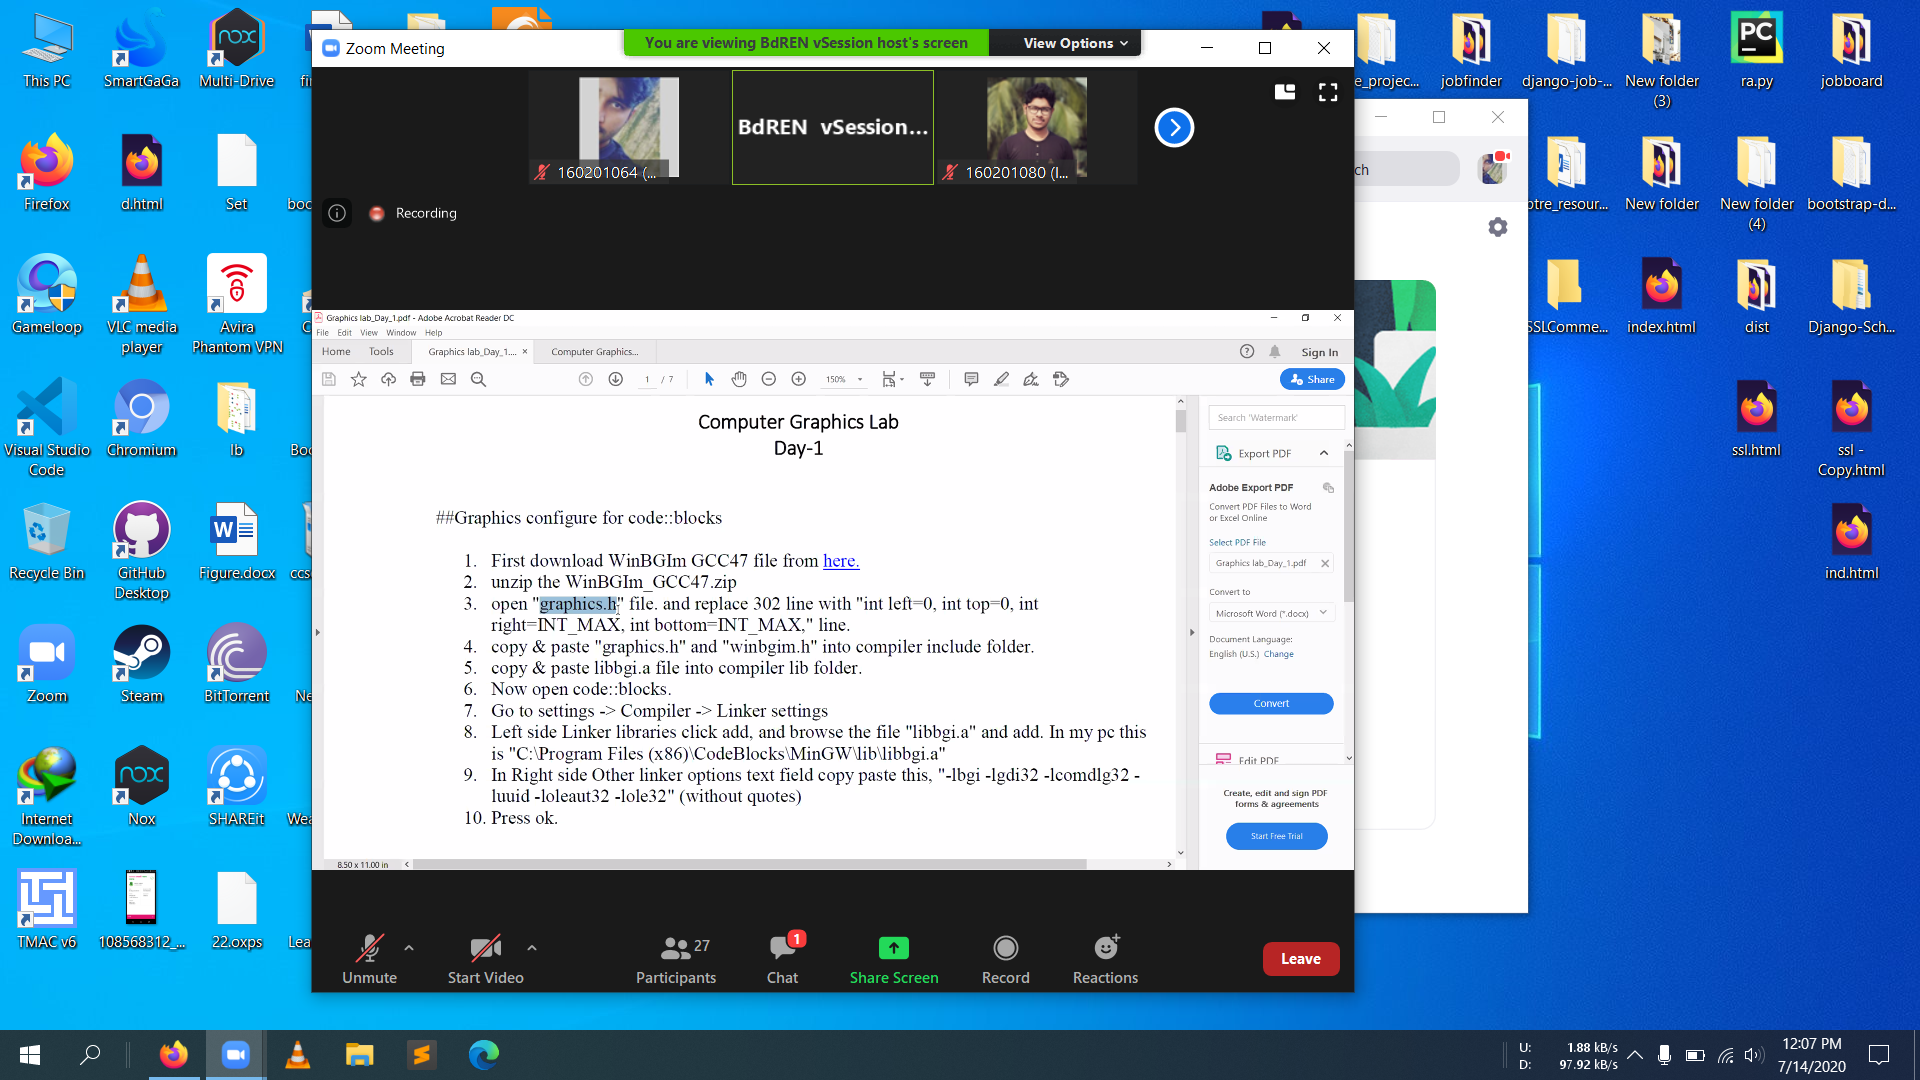 This PC
SmartGaGa
Multi-Drive
Firefox
d.html
Set
Gameloop
VLC media
player
Avira
Phantom VPN
Visual Studio
Code
Chromium
lb
Recycle Bin
GitHub
Desktop
Figure.docx
Zoom
Steam
BitTorrent
Internet
Downloa...
Nox
SHAREit
TMAC v6
108568312_...
22.oxps
Zoom Meeting
You are viewing BdREN vSession host's screen
View Options
160201064 (...
BdREN vSession...
160201080 (I...
Recording
Graphics lab_Day_1.pdf - Adobe Acrobat Reader DC
File Edit View Window Help
Home Tools Graphics lab_Day_1.... × Computer Graphics... Sign In
1 / 7 150% Share
Computer Graphics Lab
Day-1
##Graphics configure for code::blocks
1. First download WinBGIm GCC47 file from here.
2. unzip the WinBGIm_GCC47.zip
3. open "graphics.h" file. and replace 302 line with "int left=0, int top=0, int
right=INT_MAX, int bottom=INT_MAX," line.
4. copy & paste "graphics.h" and "winbgim.h" into compiler include folder.
5. copy & paste libbgi.a file into compiler lib folder.
6. Now open code::blocks.
7. Go to settings -> Compiler -> Linker settings
8. Left side Linker libraries click add, and browse the file "libbgi.a" and add. In my pc this
is "C:\Program Files (x86)\CodeBlocks\MinGW\lib\libbgi.a"
9. In Right side Other linker options text field copy paste this, "-lbgi -lgdi32 -lcomdlg32 -
luuid -loleaut32 -lole32" (without quotes)
10. Press ok.
8.50 x 11.00 in
Search 'Watermark'
Export PDF
Adobe Export PDF
Convert PDF Files to Word
or Excel Online
Select PDF File
Graphics lab_Day_1.pdf
Convert to
Microsoft Word (*.docx)
Document Language:
English (U.S.) Change
Convert
Edit PDF
Create, edit and sign PDF
forms & agreements
Start Free Trial
Unmute
Start Video
27
Participants
1
Chat
Share Screen
Record
Reactions
Leave
ch
e_projec...
jobfinder
django-job-...
New folder
(3)
PC
ra.py
jobboard
otre_resour...
New folder
New folder
(4)
bootstrap-d...
SSLComme...
index.html
dist
Django-Sch...
ssl.html
ssl -
Copy.html
ind.html
U: 1.88 kB/s
D: 97.92 kB/s
12:07 PM
7/14/2020